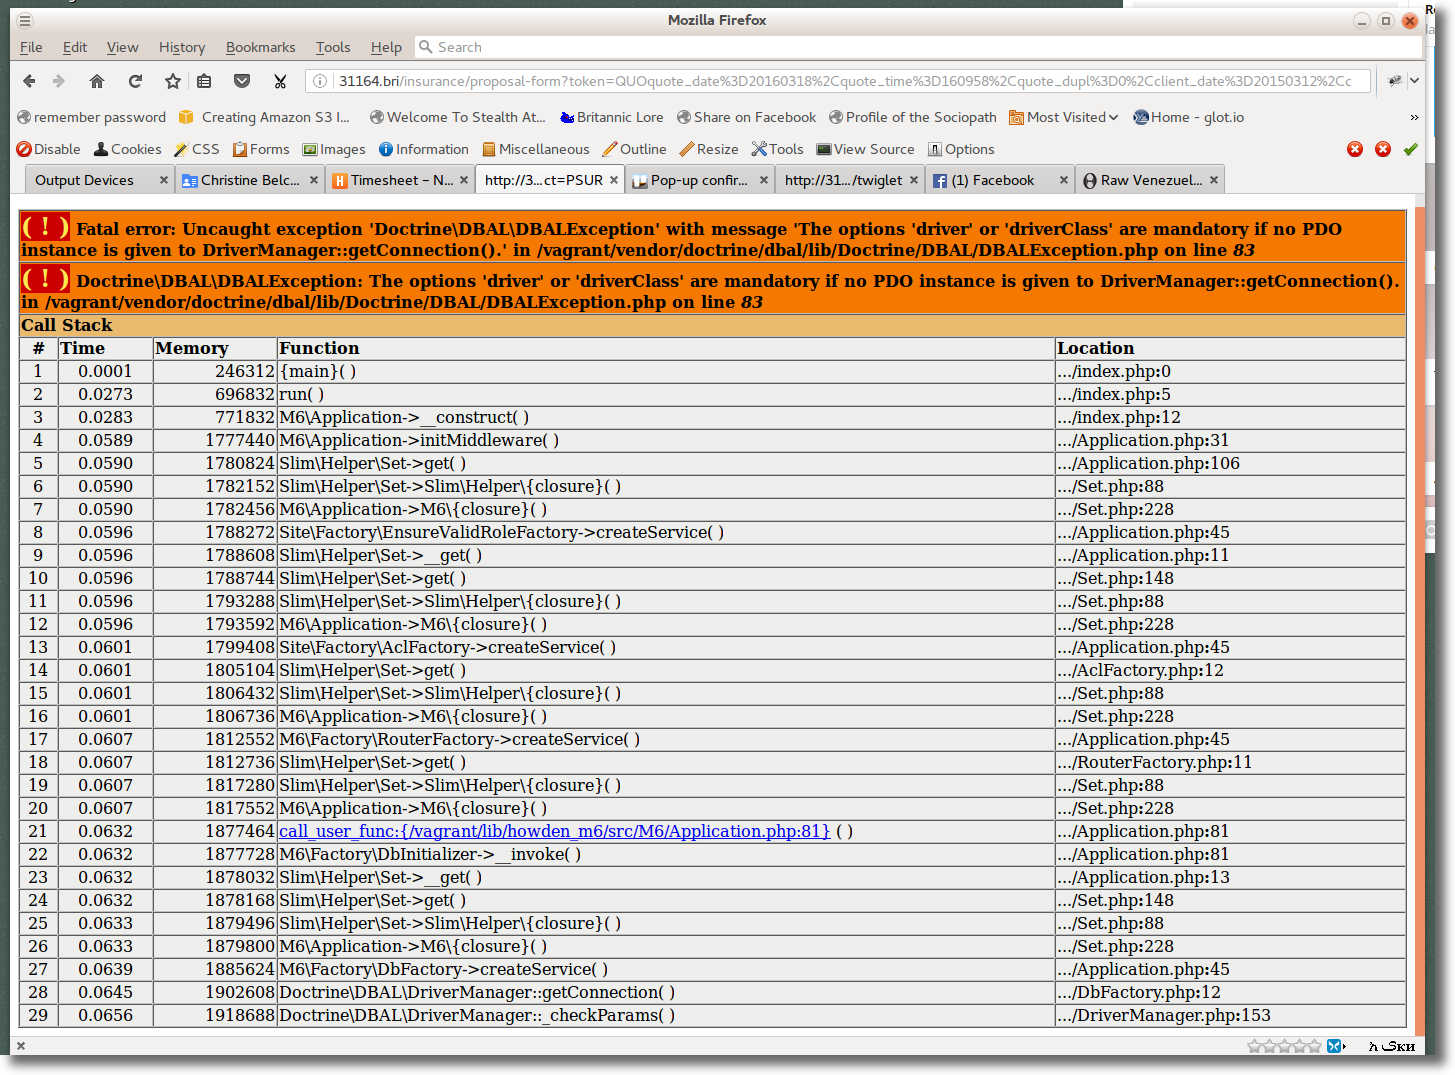 Mozilla Firefox
File Edit View History Bookmarks Tools Help Search
31164.bri/insurance/proposal-form?token=QUOquote_date%3D20160318%2Cquote_time%3D160958%2Cquote_dupl%3D0%2Cclient_date%3D20150312%2Cc
remember password Creating Amazon S3 I... Welcome To Stealth At... Britannic Lore Share on Facebook Profile of the Sociopath Most Visited Home - glot.io »
Disable Cookies CSS Forms Images Information Miscellaneous Outline Resize Tools View Source Options
Output Devices Christine Belc... Timesheet – N... http://3...ct=PSUR Pop-up confir... http://31.../twiglet (1) Facebook Raw Venezuel...
( ! ) Fatal error: Uncaught exception 'Doctrine\DBAL\DBALException' with message 'The options 'driver' or 'driverClass' are mandatory if no PDO
instance is given to DriverManager::getConnection().' in /vagrant/vendor/doctrine/dbal/lib/Doctrine/DBAL/DBALException.php on line 83
( ! ) Doctrine\DBAL\DBALException: The options 'driver' or 'driverClass' are mandatory if no PDO instance is given to DriverManager::getConnection().
in /vagrant/vendor/doctrine/dbal/lib/Doctrine/DBAL/DBALException.php on line 83
Call Stack
# Time Memory Function Location
1 0.0001 246312 {main}( ) .../index.php:0
2 0.0273 696832 run( ) .../index.php:5
3 0.0283 771832 M6\Application->__construct( ) .../index.php:12
4 0.0589 1777440 M6\Application->initMiddleware( ) .../Application.php:31
5 0.0590 1780824 Slim\Helper\Set->get( ) .../Application.php:106
6 0.0590 1782152 Slim\Helper\Set->Slim\Helper\{closure}( ) .../Set.php:88
7 0.0590 1782456 M6\Application->M6\{closure}( ) .../Set.php:228
8 0.0596 1788272 Site\Factory\EnsureValidRoleFactory->createService( ) .../Application.php:45
9 0.0596 1788608 Slim\Helper\Set->__get( ) .../Application.php:11
10 0.0596 1788744 Slim\Helper\Set->get( ) .../Set.php:148
11 0.0596 1793288 Slim\Helper\Set->Slim\Helper\{closure}( ) .../Set.php:88
12 0.0596 1793592 M6\Application->M6\{closure}( ) .../Set.php:228
13 0.0601 1799408 Site\Factory\AclFactory->createService( ) .../Application.php:45
14 0.0601 1805104 Slim\Helper\Set->get( ) .../AclFactory.php:12
15 0.0601 1806432 Slim\Helper\Set->Slim\Helper\{closure}( ) .../Set.php:88
16 0.0601 1806736 M6\Application->M6\{closure}( ) .../Set.php:228
17 0.0607 1812552 M6\Factory\RouterFactory->createService( ) .../Application.php:45
18 0.0607 1812736 Slim\Helper\Set->get( ) .../RouterFactory.php:11
19 0.0607 1817280 Slim\Helper\Set->Slim\Helper\{closure}( ) .../Set.php:88
20 0.0607 1817552 M6\Application->M6\{closure}( ) .../Set.php:228
21 0.0632 1877464 call_user_func:{/vagrant/lib/howden_m6/src/M6/Application.php:81} ( ) .../Application.php:81
22 0.0632 1877728 M6\Factory\DbInitializer->__invoke( ) .../Application.php:81
23 0.0632 1878032 Slim\Helper\Set->__get( ) .../Application.php:13
24 0.0632 1878168 Slim\Helper\Set->get( ) .../Set.php:148
25 0.0633 1879496 Slim\Helper\Set->Slim\Helper\{closure}( ) .../Set.php:88
26 0.0633 1879800 M6\Application->M6\{closure}( ) .../Set.php:228
27 0.0639 1885624 M6\Factory\DbFactory->createService( ) .../Application.php:45
28 0.0645 1902608 Doctrine\DBAL\DriverManager::getConnection( ) .../DbFactory.php:12
29 0.0656 1918688 Doctrine\DBAL\DriverManager::_checkParams( ) .../DriverManager.php:153